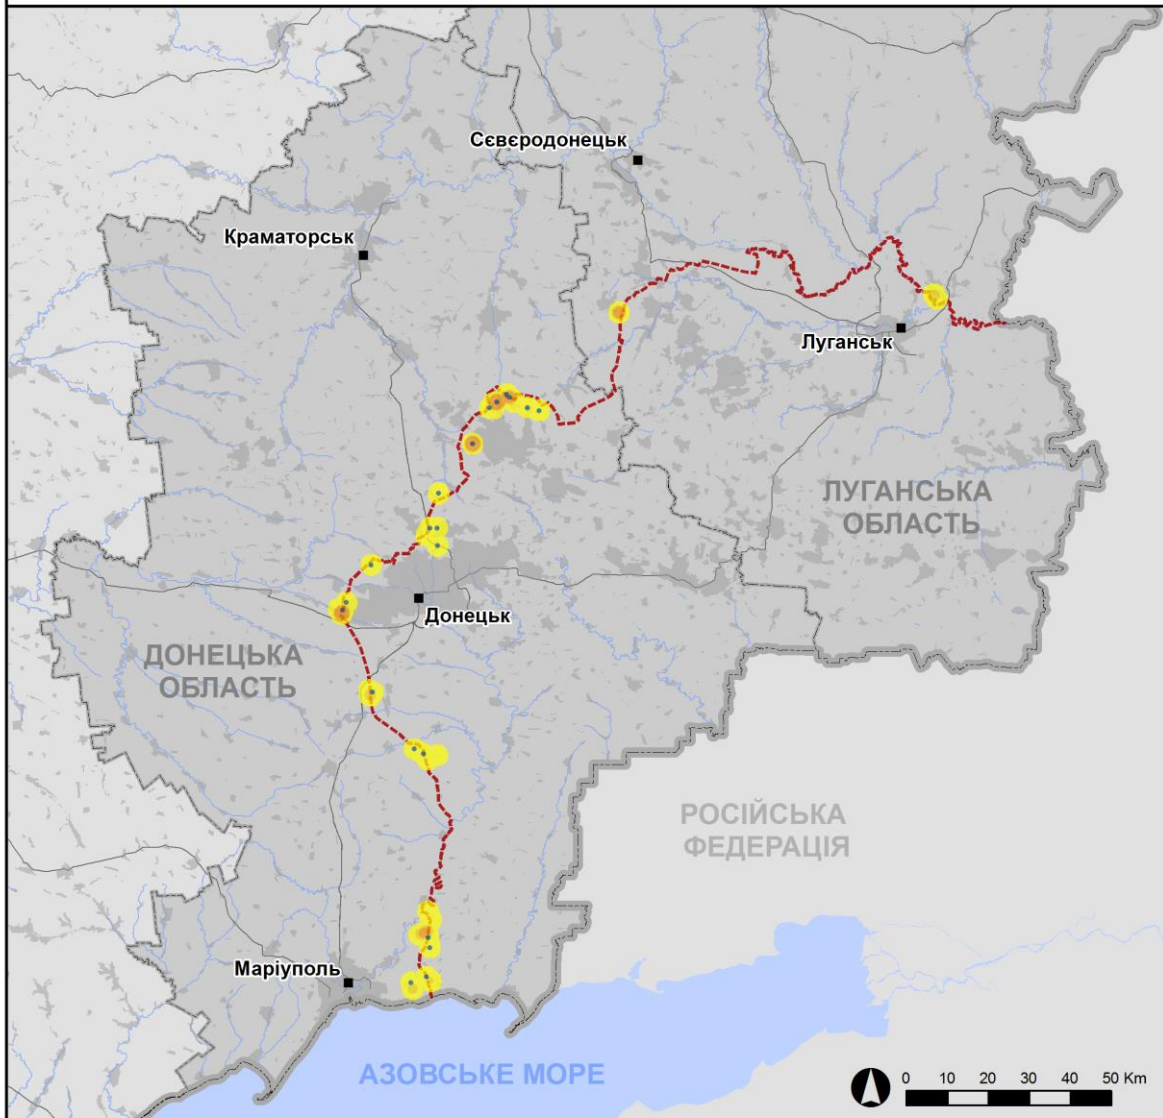 Сєвєродонецьк
Краматорськ
Луганськ
ЛУГАНСЬКА
ОБЛАСТЬ
Донецьк
ДОНЕЦЬКА
ОБЛАСТЬ
РОСІЙСЬКА
ФЕДЕРАЦІЯ
Маріуполь
АЗОВСЬКЕ МОРЕ
0 10 20 30 40 50 Km